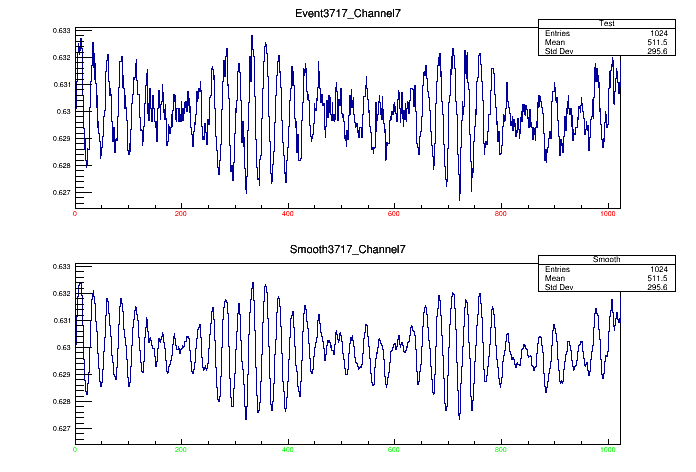 Event3717_Channel7
Test
Entries 1024
Mean 511.5
Std Dev 295.6
0.633
0.632
0.631
0.63
0.629
0.628
0.627
0 200 400 600 800 1000
Smooth3717_Channel7
Smooth
Entries 1024
Mean 511.5
Std Dev 295.6
0.633
0.632
0.631
0.63
0.629
0.628
0.627
0 200 400 600 800 1000